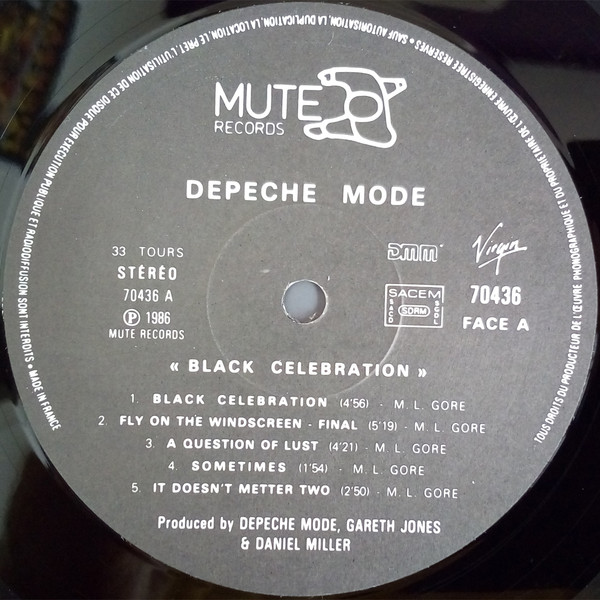 TOUS DROITS DU PRODUCTEUR DE L'ŒUVRE PHONOGRAPHIQUE ET DU PROPRIÉTAIRE DE L'ŒUVRE ENREGISTRÉE RÉSERVÉS • SAUF AUTORISATION, LA DUPLICATION, LA LOCATION, LE PRÊT, L'UTILISATION DE CE DISQUE POUR EXÉCUTION PUBLIQUE ET RADIODIFFUSION SONT INTERDITS • MADE IN FRANCE
MUTE
RECORDS
DEPECHE MODE
33 TOURS
STÉRÉO
70436 A
Ⓟ 1986
MUTE RECORDS
DMM
Virgin
SACEM
SACD
SDRM
SGDL
70436
FACE A
« BLACK CELEBRATION »
1. BLACK CELEBRATION (4'56) - M. L. GORE
2. FLY ON THE WINDSCREEN - FINAL (5'19) - M. L. GORE
3. A QUESTION OF LUST (4'21) - M. L. GORE
4. SOMETIMES (1'54) - M. L. GORE
5. IT DOESN'T METTER TWO (2'50) - M. L. GORE
Produced by DEPECHE MODE, GARETH JONES
& DANIEL MILLER